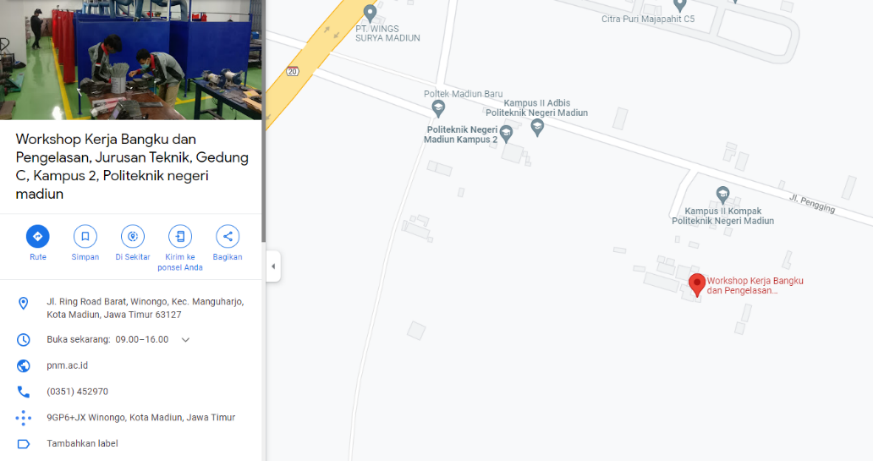 Workshop Kerja Bangku dan
Pengelasan, Jurusan Teknik, Gedung
C, Kampus 2, Politeknik negeri
madiun
Rute
Simpan
Di Sekitar
Kirim ke
ponsel Anda
Bagikan
Jl. Ring Road Barat, Winongo, Kec. Manguharjo,
Kota Madiun, Jawa Timur 63127
Buka sekarang: 09.00–16.00
pnm.ac.id
(0351) 452970
9GP6+JX Winongo, Kota Madiun, Jawa Timur
Tambahkan label
Citra Puri Majapahit C5
PT. WINGS
SURYA MADIUN
20
Poltek Madiun Baru
Kampus II Adbis
Politeknik Negeri Madiun
Politeknik Negeri
Madiun Kampus 2
Jl. Pengging
Kampus II Kompak
Politeknik Negeri Madiun
Workshop Kerja Bangku
dan Pengelasan...